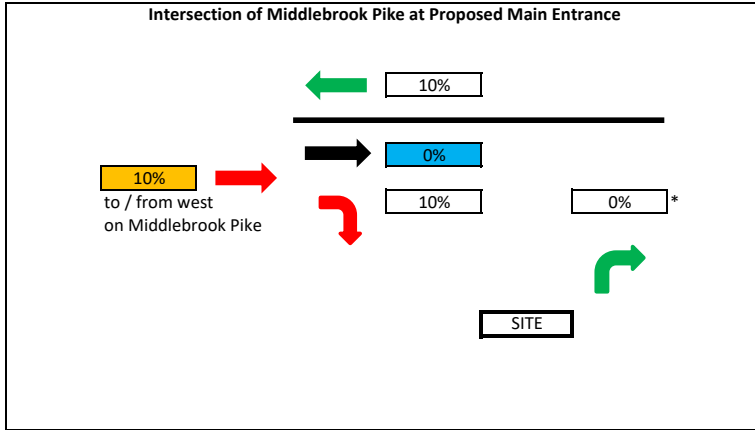 Intersection of Middlebrook Pike at Proposed Main Entrance
10%
0%
10%
to / from west
on Middlebrook Pike
10%
0% *
SITE